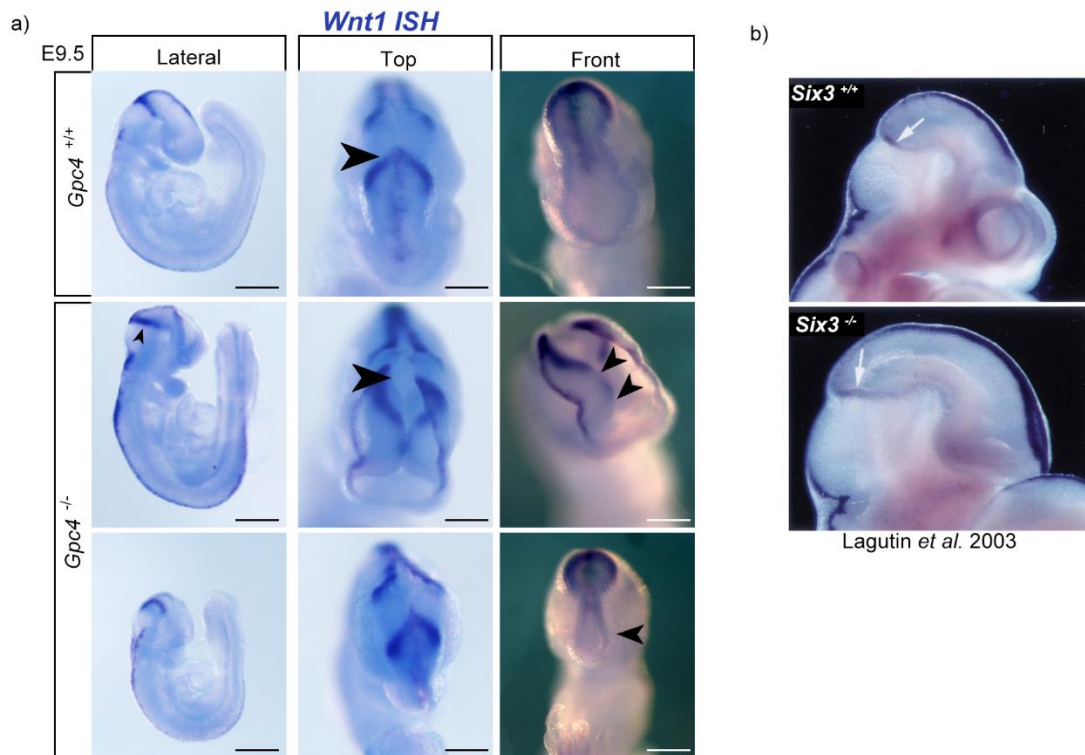 a)
Wnt1 ISH
b)
E9.5
Lateral
Top
Front
Gpc4 +/+
Gpc4 -/-
Six3 +/+
Six3 -/-
Lagutin et al. 2003